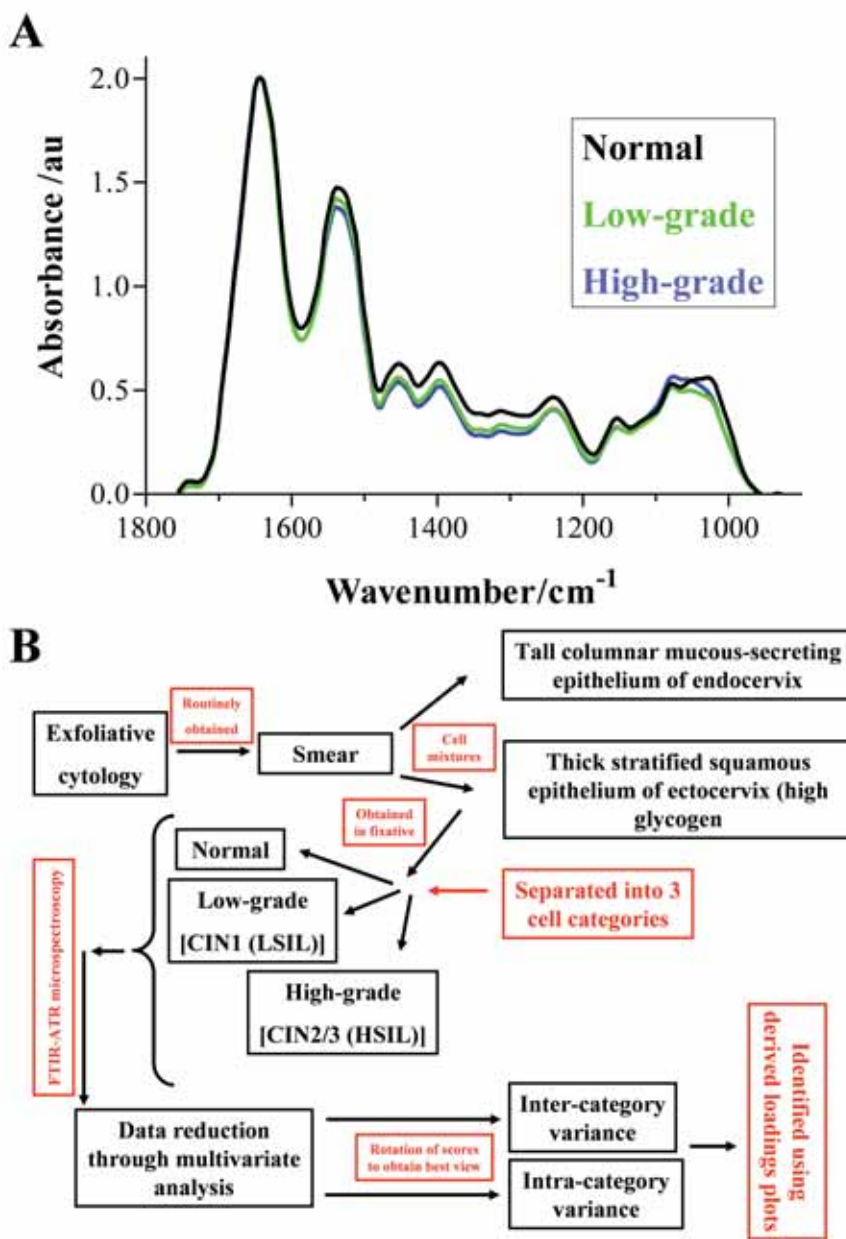 A
Absorbance /au
2.0
1.5
1.0
0.5
0.0
Normal
Low-grade
High-grade
1800 1600 1400 1200 1000
Wavenumber/cm⁻¹
B
Exfoliative
cytology
Routinely
obtained
Smear
Cell
mixtures
Tall columnar mucous-secreting
epithelium of endocervix
Thick stratified squamous
epithelium of ectocervix (high
glycogen
Obtained
in fixative
Normal
Low-grade
[CIN1 (LSIL)]
High-grade
[CIN2/3 (HSIL)]
Separated into 3
cell categories
FTIR-ATR microspectroscopy
Data reduction
through multivariate
analysis
Rotation of scores
to obtain best view
Inter-category
variance
Intra-category
variance
Identified using
derived loadings plots